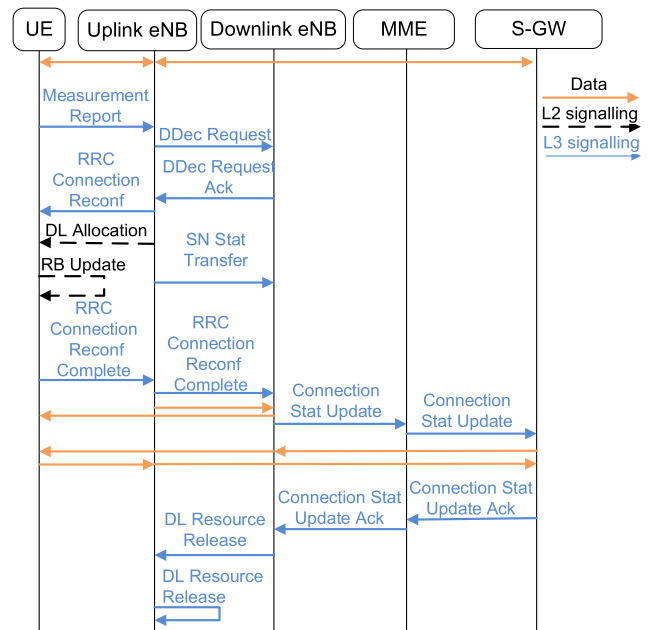 UE
Uplink eNB
Downlink eNB
MME
S-GW
Data
L2 signalling
L3 signalling
Measurement
Report
DDec Request
DDec Request
Ack
RRC
Connection
Reconf
DL Allocation
SN Stat
Transfer
RB Update
RRC
Connection
Reconf
Complete
RRC
Connection
Reconf
Complete
Connection
Stat Update
Connection
Stat Update
Connection Stat
Update Ack
Connection Stat
Update Ack
DL Resource
Release
DL Resource
Release